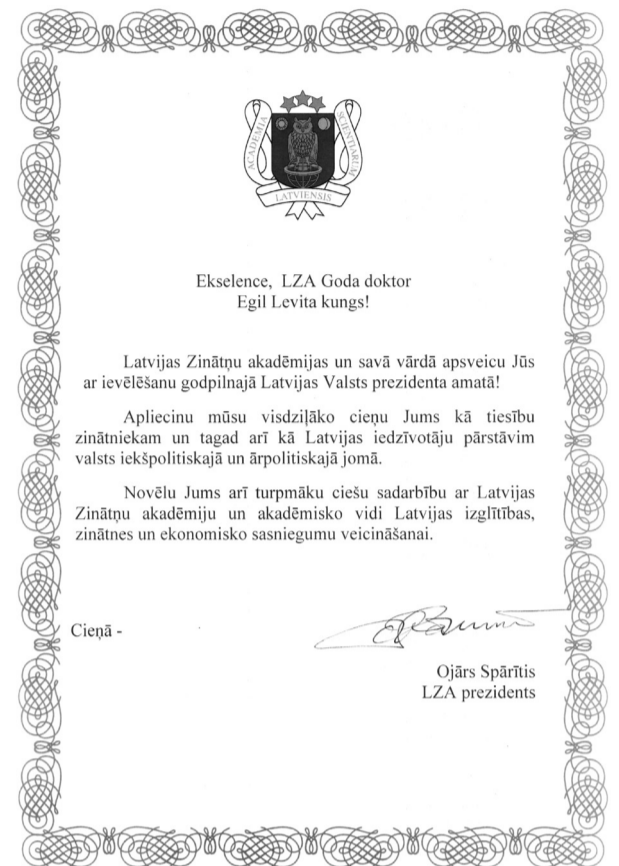 ACADEMIA
SCIENTIARUM
LATVIENSIS
Ekselence, LZA Goda doktor
Egil Levita kungs!
Latvijas Zinātņu akadēmijas un savā vārdā apsveicu Jūs
ar ievēlēšanu godpilnajā Latvijas Valsts prezidenta amatā!
Apliecinu mūsu visdziļāko cieņu Jums kā tiesību
zinātniekam un tagad arī kā Latvijas iedzīvotāju pārstāvim
valsts iekšpolitiskajā un ārpolitiskajā jomā.
Novēlu Jums arī turpmāku ciešu sadarbību ar Latvijas
Zinātņu akadēmiju un akadēmisko vidi Latvijas izglītības,
zinātnes un ekonomisko sasniegumu veicināšanai.
Cieņā -
Ojārs Spārītis
LZA prezidents